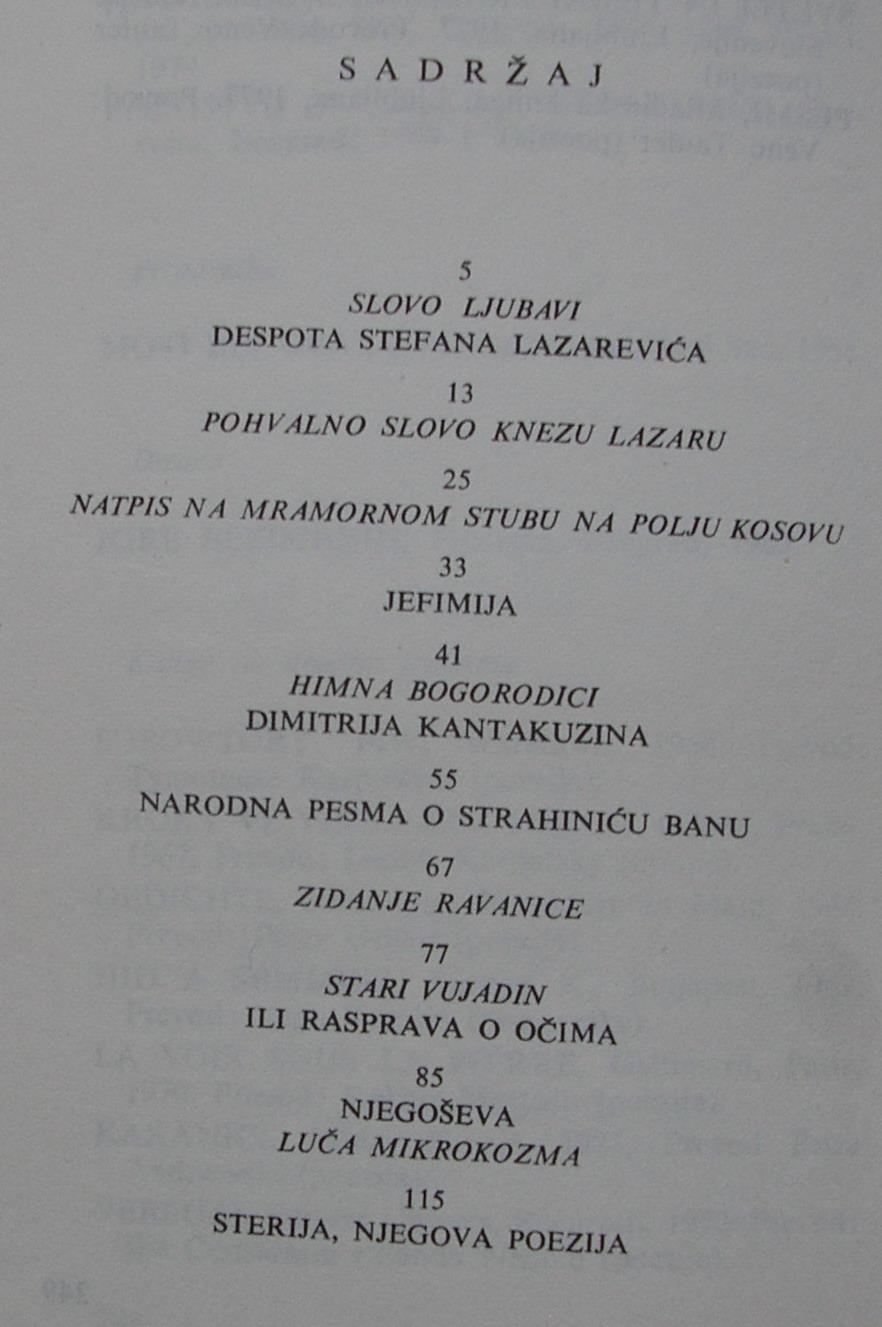 SADRŽAJ
5
SLOVO LJUBAVI
DESPOTA STEFANA LAZAREVIĆA
13
POHVALNO SLOVO KNEZU LAZARU
25
NATPIS NA MRAMORNOM STUBU NA POLJU KOSOVU
33
JEFIMIJA
41
HIMNA BOGORODICI
DIMITRIJA KANTAKUZINA
55
NARODNA PESMA O STRAHINIĆU BANU
67
ZIDANJE RAVANICE
77
STARI VUJADIN
ILI RASPRAVA O OČIMA
85
NJEGOŠEVA
LUČA MIKROKOZMA
115
STERIJA, NJEGOVA POEZIJA